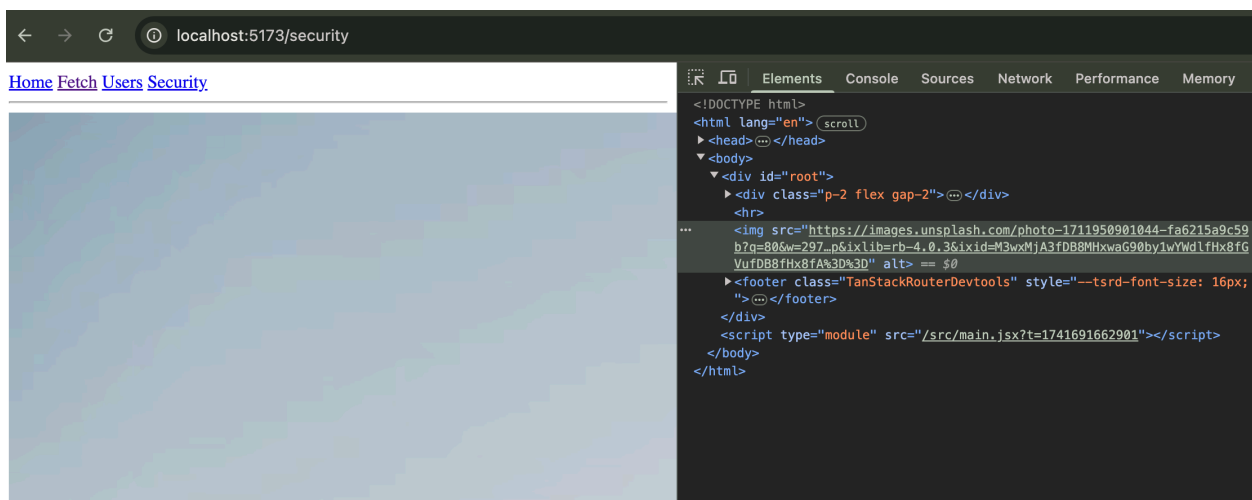 localhost:5173/security
Home Fetch Users Security
Elements Console Sources Network Performance Memory
<!DOCTYPE html>
<html lang="en"> scroll
<head> … </head>
<body>
<div id="root">
<div class="p-2 flex gap-2"> … </div>
<hr>
… <img src="https://images.unsplash.com/photo-1711950901044-fa6215a9c59
b?q=80&w=297…p&ixlib=rb-4.0.3&ixid=M3wxMjA3fDB8MHxwaG90by1wYWdlfHx8fG
VufDB8fHx8fA%3D%3D" alt> == $0
<footer class="TanStackRouterDevtools" style="--tsrd-font-size: 16px;
"> … </footer>
</div>
<script type="module" src="/src/main.jsx?t=1741691662901"></script>
</body>
</html>